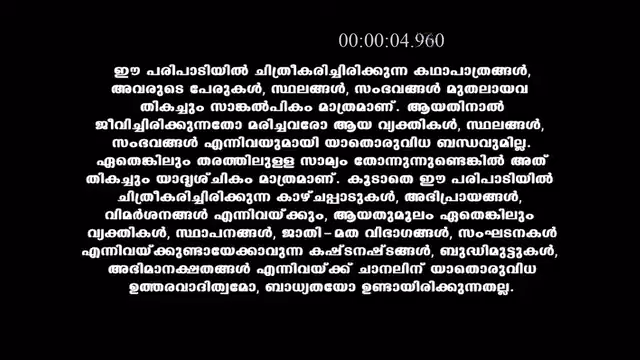 00:00:04.960
ഈ പരിപാടിയിൽ ചിത്രീകരിച്ചിരിക്കുന്ന കഥാപാത്രങ്ങൾ,
അവരുടെ പേരുകൾ, സ്ഥലങ്ങൾ, സംഭവങ്ങൾ മുതലായവ
തികച്ചും സാങ്കൽപികം മാത്രമാണ്. ആയതിനാൽ
ജീവിച്ചിരിക്കുന്നതോ മരിച്ചവരോ ആയ വ്യക്തികൾ, സ്ഥലങ്ങൾ,
സംഭവങ്ങൾ എന്നിവയുമായി യാതൊരുവിധ ബന്ധവുമില്ല.
ഏതെങ്കിലും തരത്തിലുളള സാമ്യം തോന്നുന്നുണ്ടെങ്കിൽ അത്
തികച്ചും യാദൃശ്ചികം മാത്രമാണ്. കൂടാതെ ഈ പരിപാടിയിൽ
ചിത്രീകരിച്ചിരിക്കുന്ന കാഴ്ചപ്പാടുകൾ, അഭിപ്രായങ്ങൾ,
വിമർശനങ്ങൾ എന്നിവയ്ക്കും, ആയതുമൂലം ഏതെങ്കിലും
വ്യക്തികൾ, സ്ഥാപനങ്ങൾ, ജാതി-മത വിഭാഗങ്ങൾ, സംഘടനകൾ
എന്നിവയ്ക്കുണ്ടായേക്കാവുന്ന കഷ്ടനഷ്ടങ്ങൾ, ബുദ്ധിമുട്ടുകൾ,
അഭിമാനക്ഷതങ്ങൾ എന്നിവയ്ക്ക് ചാനലിന് യാതൊരുവിധ
ഉത്തരവാദിത്വമോ, ബാധ്യതയോ ഉണ്ടായിരിക്കുന്നതല്ല.